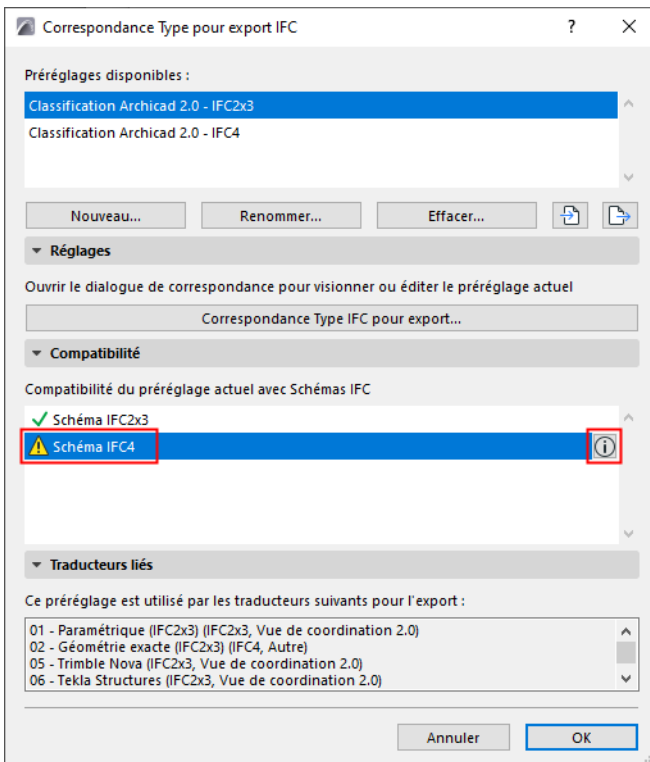 Correspondance Type pour export IFC
?
Préréglages disponibles :
Classification Archicad 2.0 - IFC2x3
Classification Archicad 2.0 - IFC4
Nouveau... Renommer... Effacer...
Réglages
Ouvrir le dialogue de correspondance pour visionner ou éditer le préréglage actuel
Correspondance Type IFC pour export...
Compatibilité
Compatibilité du préréglage actuel avec Schémas IFC
Schéma IFC2x3
Schéma IFC4
Traducteurs liés
Ce préréglage est utilisé par les traducteurs suivants pour l'export :
01 - Paramétrique (IFC2x3) (IFC2x3, Vue de coordination 2.0)
02 - Géométrie exacte (IFC2x3) (IFC4, Autre)
05 - Trimble Nova (IFC2x3, Vue de coordination 2.0)
06 - Tekla Structures (IFC2x3, Vue de coordination 2.0)
Annuler OK